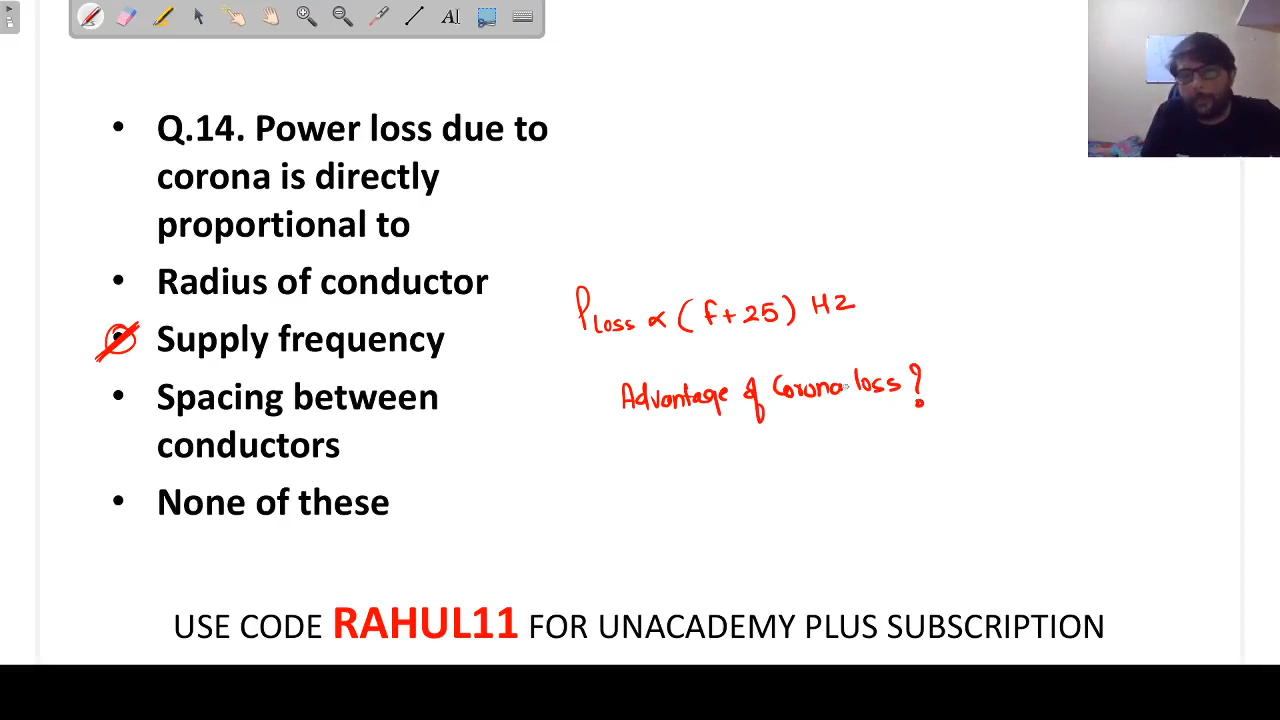 • Q.14. Power loss due to
corona is directly
proportional to
• Radius of conductor
• Supply frequency
• Spacing between
conductors
• None of these
Ploss ∝ (f+25) HZ
Advantage of Corona loss?
USE CODE RAHUL11 FOR UNACADEMY PLUS SUBSCRIPTION